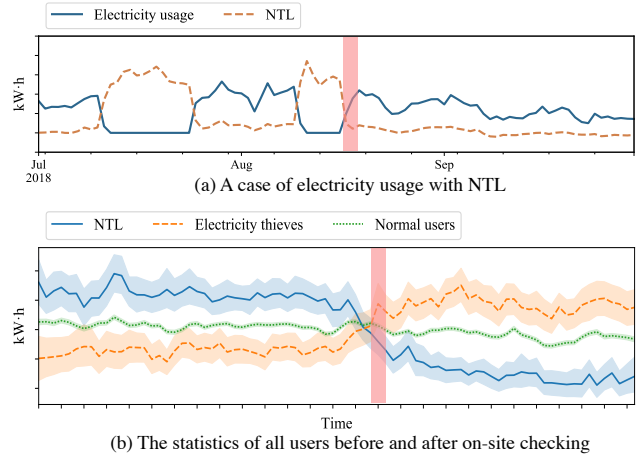 Electricity usage NTL
kW·h
Jul Aug Sep
2018
(a) A case of electricity usage with NTL
NTL Electricity thieves Normal users
kW·h
Time
(b) The statistics of all users before and after on-site checking